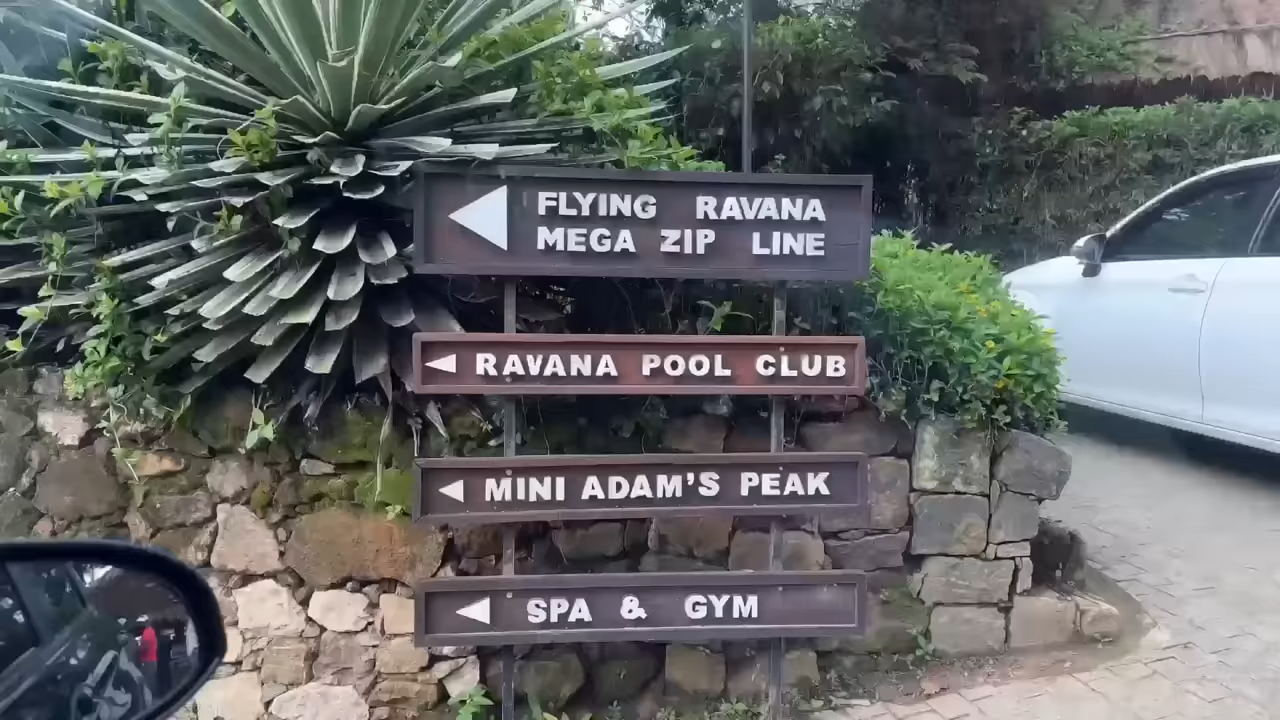 FLYING RAVANA
MEGA ZIP LINE
RAVANA POOL CLUB
MINI ADAM'S PEAK
SPA & GYM